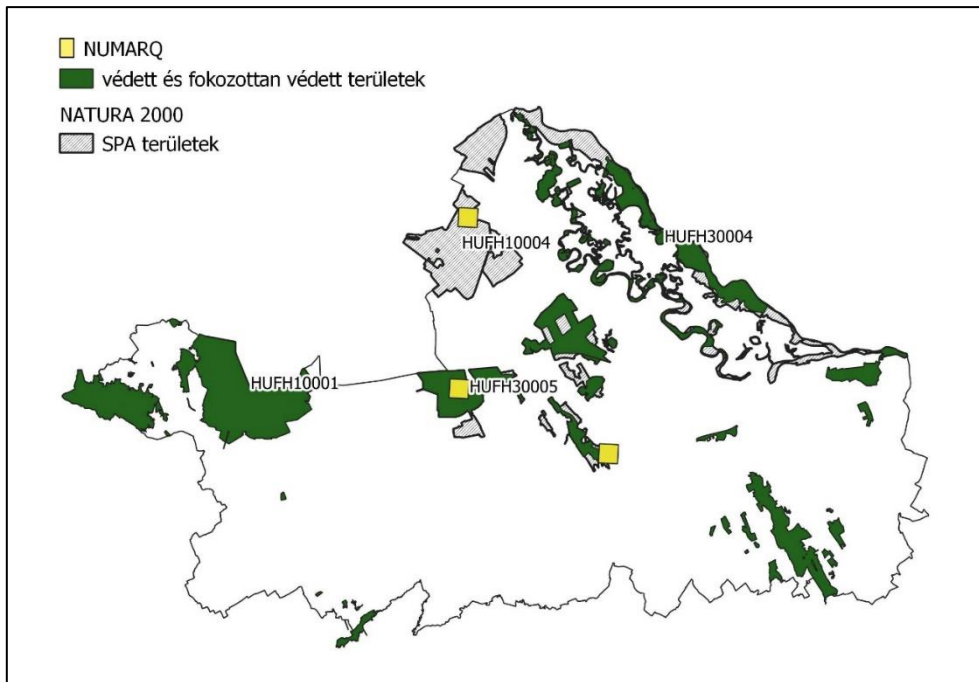 NUMARQ
védett és fokozottan védett területek
NATURA 2000
SPA területek
HUFH10004
HUFH30004
HUFH10001
HUFH30005